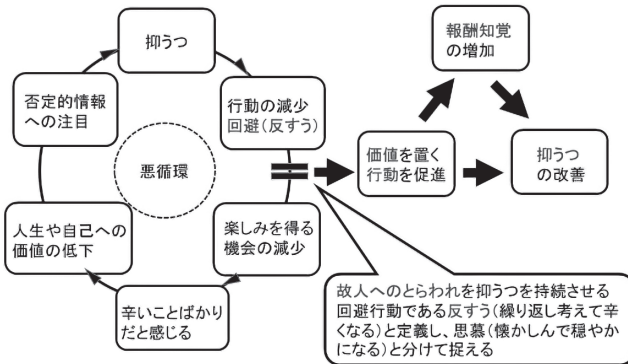 抑うつ
行動の減少
回避（反すう）
楽しみを得る
機会の減少
辛いことばかり
だと感じる
人生や自己への
価値の低下
否定的情報
への注目
悪循環
価値を置く
行動を促進
報酬知覚
の増加
抑うつ
の改善
故人へのとらわれを抑うつを持続させる
回避行動である反すう（繰り返し考えて辛
くなる）と定義し、思慕（懐かしんで穏やか
になる）と分けて捉える